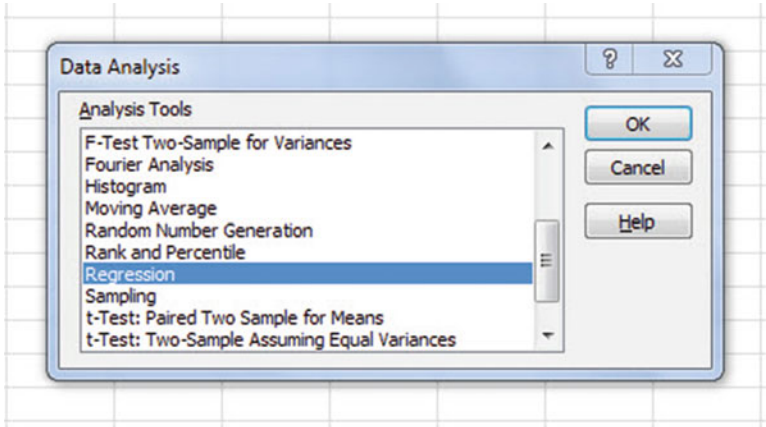 Data Analysis
Analysis Tools
F-Test Two-Sample for Variances
Fourier Analysis
Histogram
Moving Average
Random Number Generation
Rank and Percentile
Regression
Sampling
t-Test: Paired Two Sample for Means
t-Test: Two-Sample Assuming Equal Variances
OK
Cancel
Help